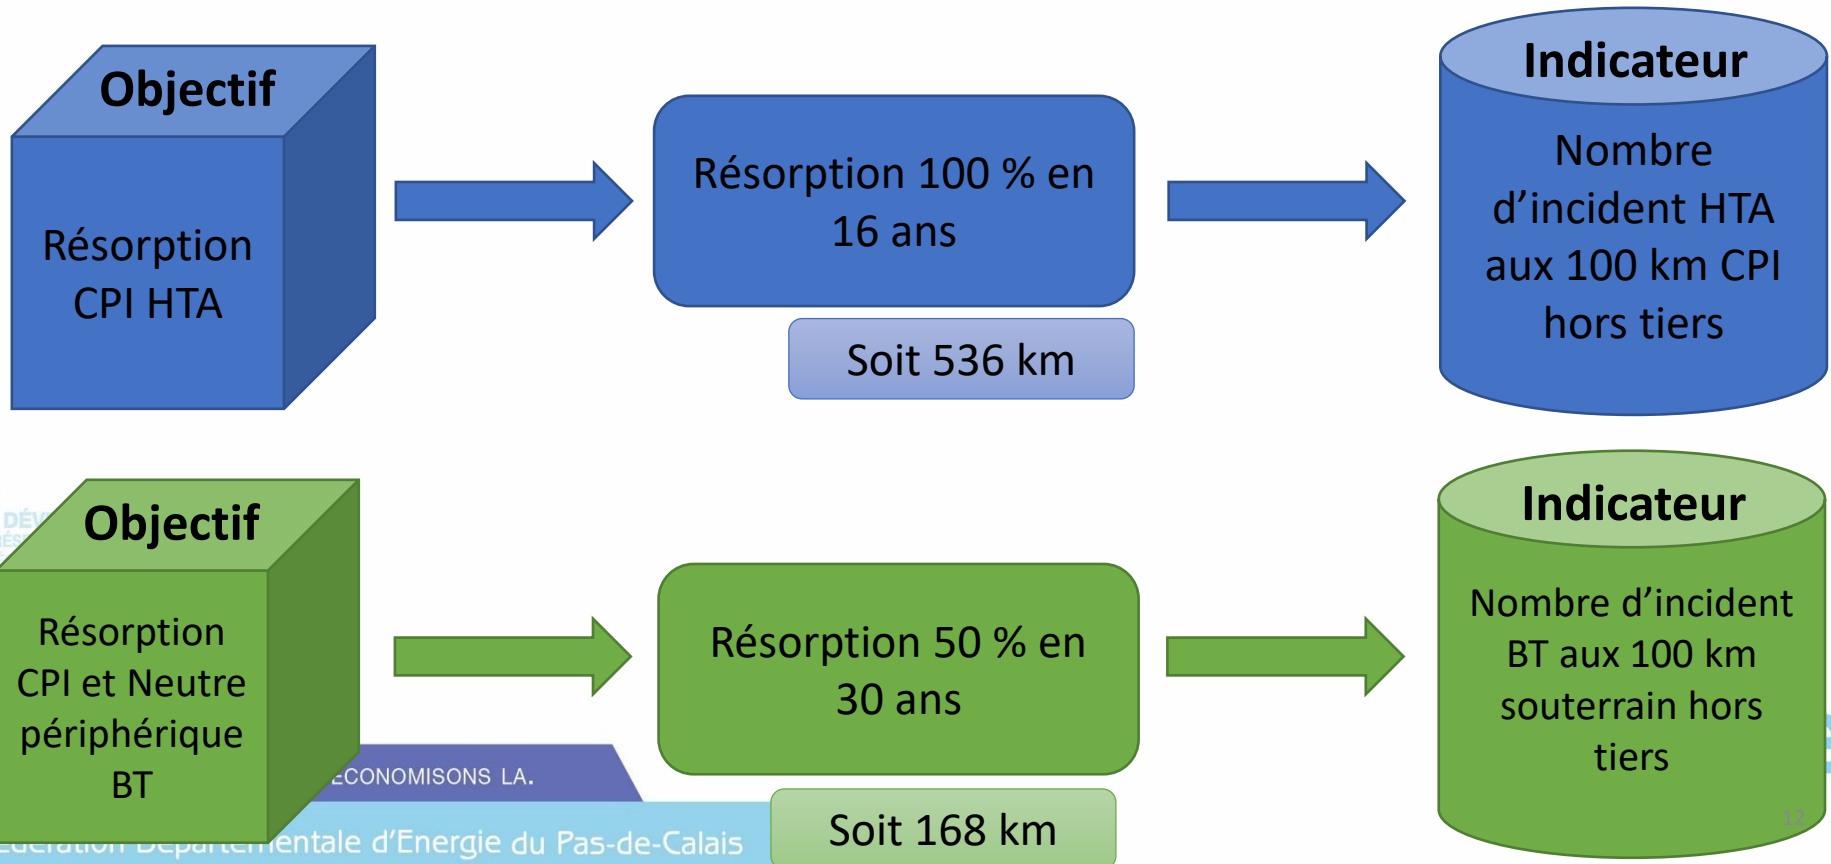 Objectif
Résorption
CPI HTA
Résorption 100 % en
16 ans
Soit 536 km
Indicateur
Nombre
d’incident HTA
aux 100 km CPI
hors tiers
Objectif
Résorption
CPI et Neutre
périphérique
BT
Résorption 50 % en
30 ans
Soit 168 km
Indicateur
Nombre d’incident
BT aux 100 km
souterrain hors
tiers
ECONOMISONS LA.
entale d’Energie du Pas-de-Calais
12